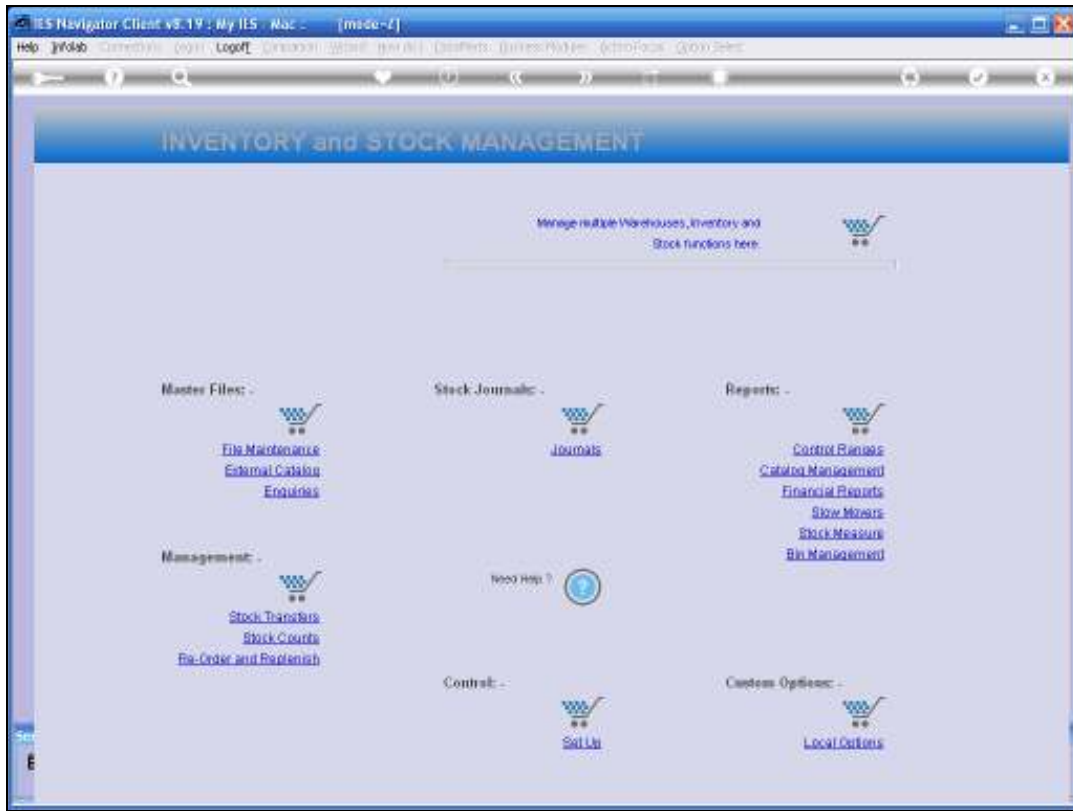 IES Navigator Client v8.19 : My IES - Mac : [mode-Z]
Help Infolab Logoff
INVENTORY and STOCK MANAGEMENT
Manage multiple Warehouses, Inventory and
Stock functions here.
Master Files: -
File Maintenance
External Catalog
Enquiries
Stock Journals: -
Journals
Reports: -
Control Ranges
Catalog Management
Financial Reports
Slow Movers
Stock Measure
Bin Management
Management: -
Stock Transfers
Stock Counts
Re-Order and Replenish
Need Help ?
Control: -
Set Up
Custom Options: -
Local Options